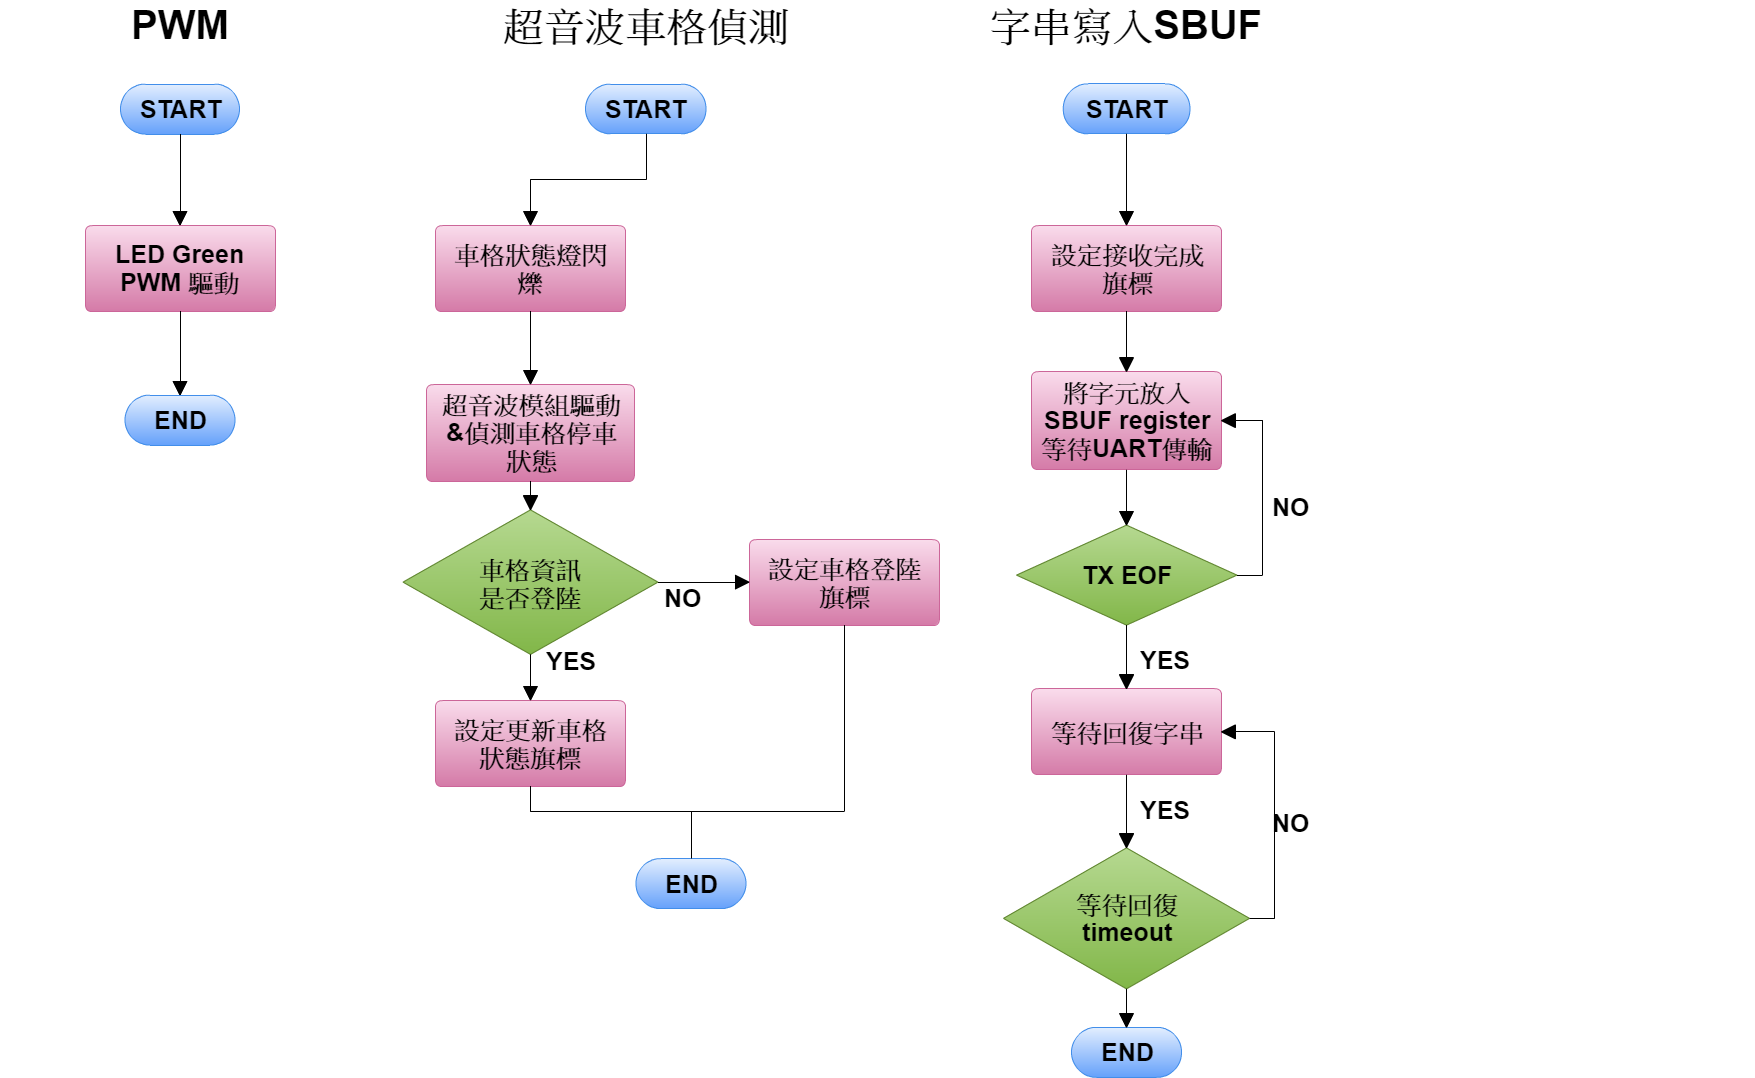 PWM
START
LED Green
PWM 驅動
END
超音波車格偵測
START
車格狀態燈閃
爍
超音波模組驅動
&偵測車格停車
狀態
車格資訊
是否登陸
NO
設定車格登陸
旗標
YES
設定更新車格
狀態旗標
END
字串寫入SBUF
START
設定接收完成
旗標
將字元放入
SBUF register
等待UART傳輸
NO
TX EOF
YES
等待回復字串
YES
NO
等待回復
timeout
END